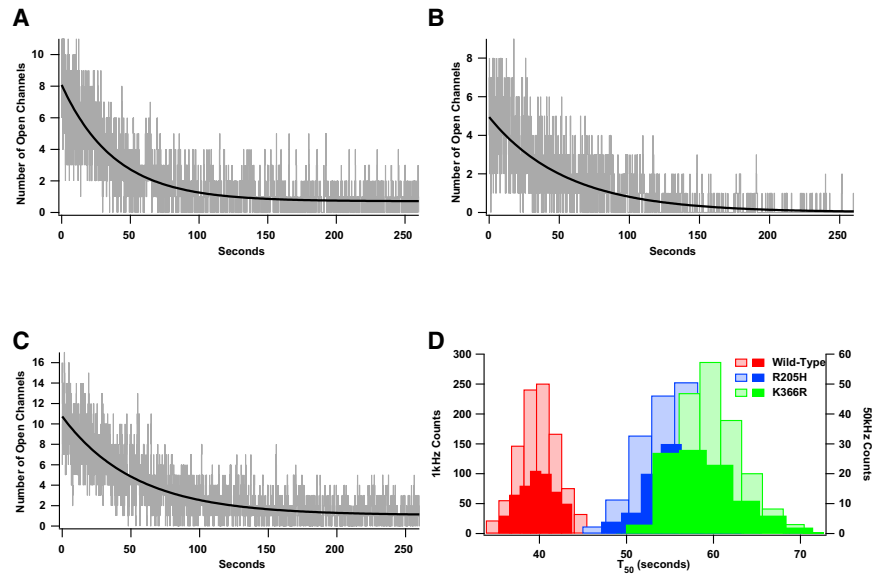 A
Number of Open Channels
10
8
6
4
2
0
0 50 100 150 200 250
Seconds
B
Number of Open Channels
8
6
4
2
0
0 50 100 150 200 250
Seconds
C
Number of Open Channels
16
14
12
10
8
6
4
2
0
0 50 100 150 200 250
Seconds
D
1kHz Counts
300
250
200
150
100
50
0
Wild-Type
R205H
K366R
60
50
40
30
20
10
0
50kHz Counts
40 50 60 70
T50 (seconds)